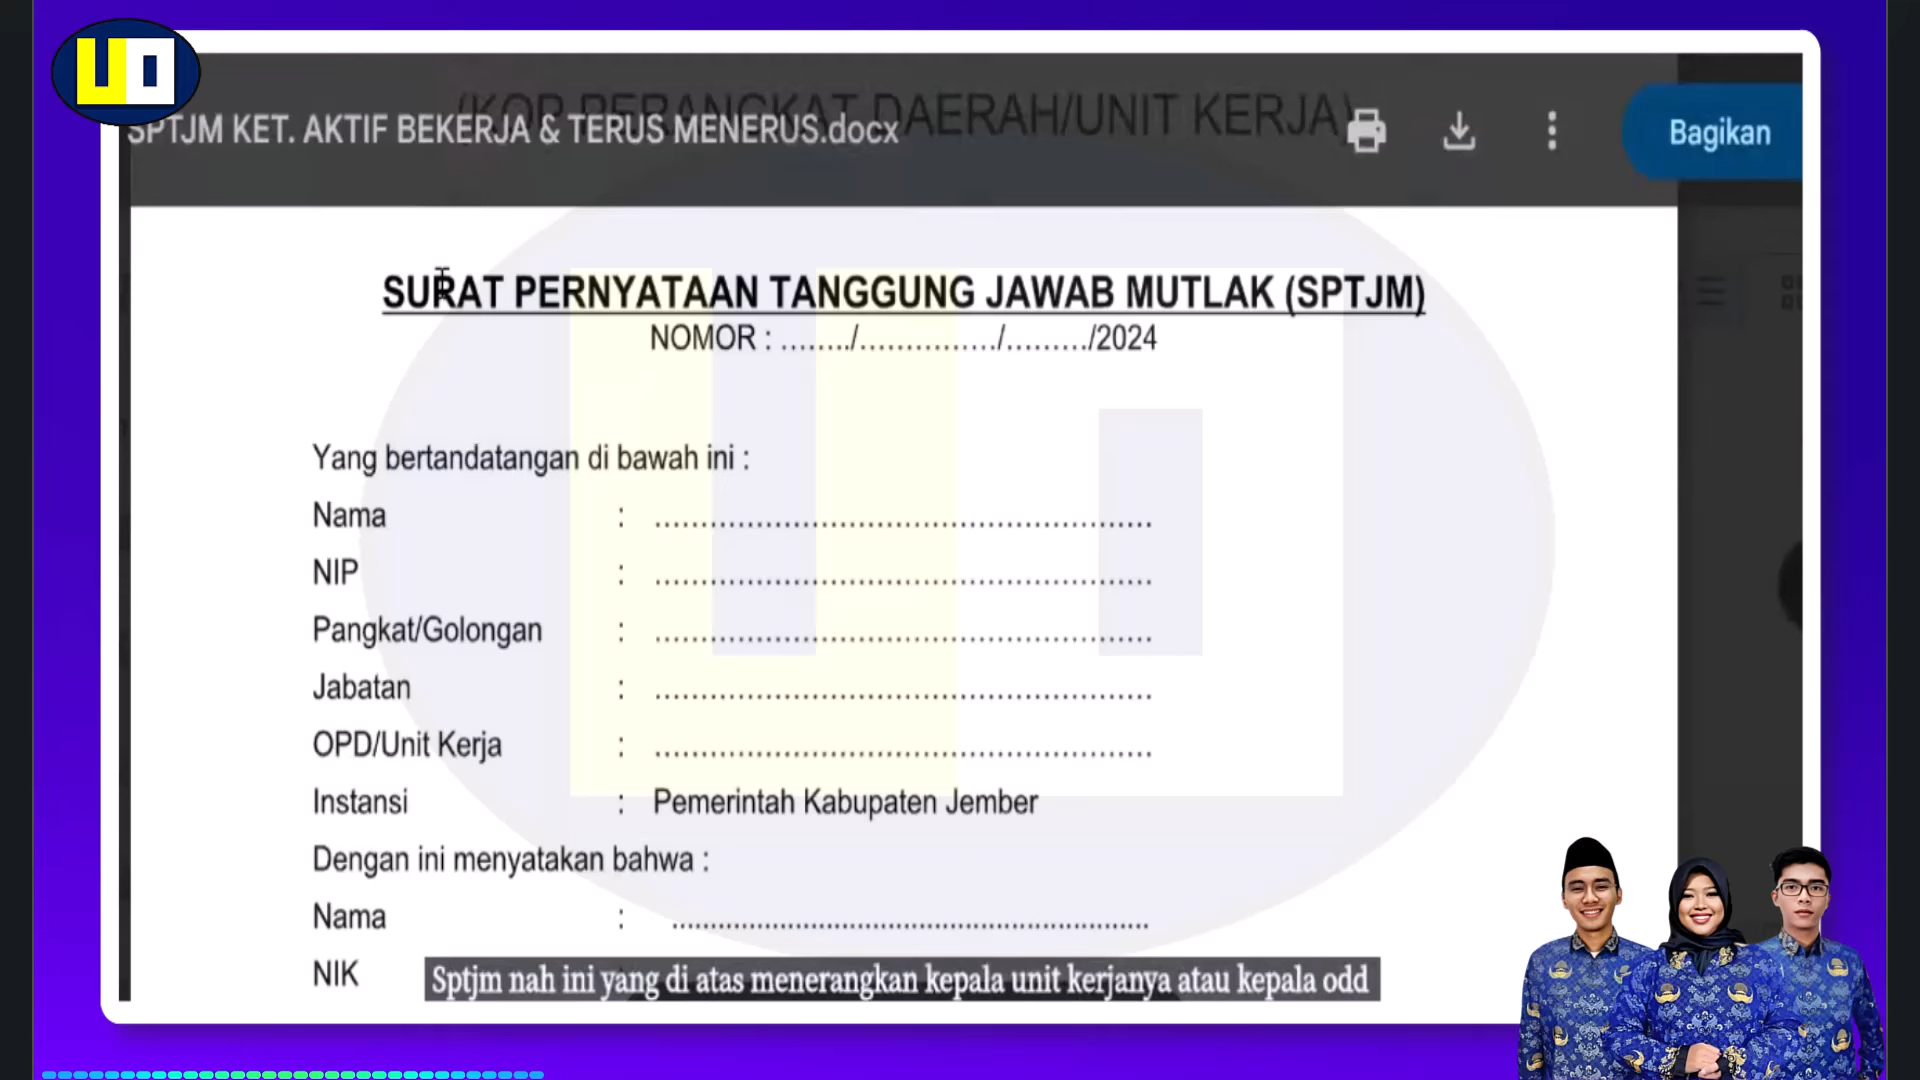 UD
(KOP PERANGKAT DAERAH/UNIT KERJA)
SPTJM KET. AKTIF BEKERJA & TERUS MENERUS.docx
Bagikan
SURAT PERNYATAAN TANGGUNG JAWAB MUTLAK (SPTJM)
NOMOR : ......../................/........./2024
Yang bertandatangan di bawah ini :
Nama : ......................................................
NIP : ......................................................
Pangkat/Golongan : ......................................................
Jabatan : ......................................................
OPD/Unit Kerja : ......................................................
Instansi : Pemerintah Kabupaten Jember
Dengan ini menyatakan bahwa :
Nama : ......................................................
NIK
Sptjm nah ini yang di atas menerangkan kepala unit kerjanya atau kepala odd